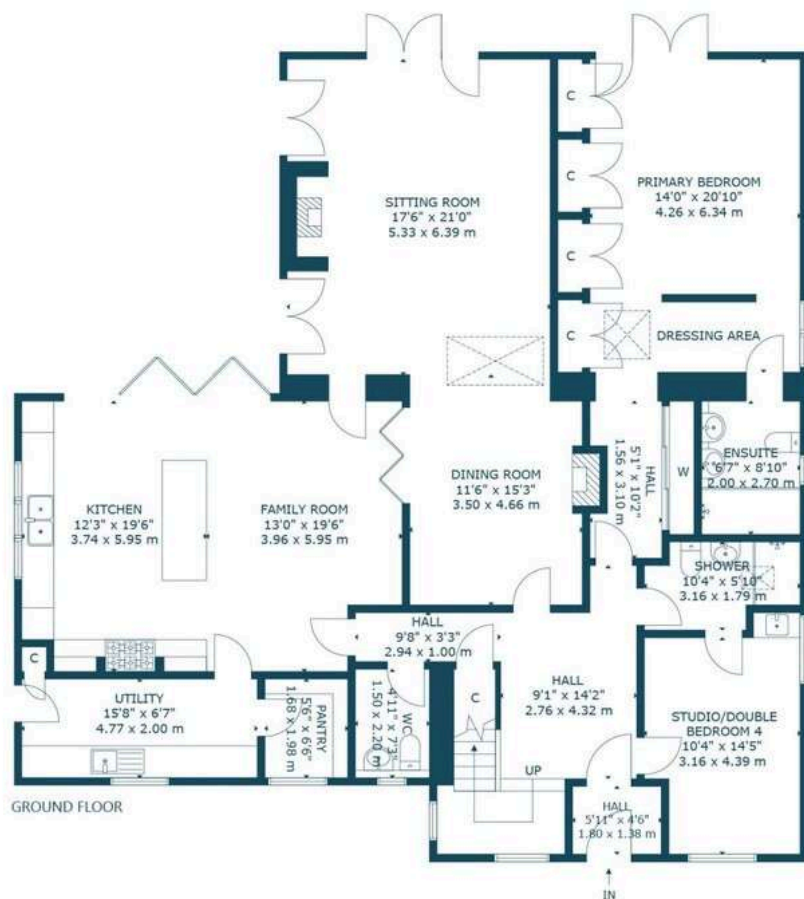 C
SITTING ROOM
17'6" x 21'0"
5.33 x 6.39 m
C
PRIMARY BEDROOM
14'0" x 20'10"
4.26 x 6.34 m
C
C
DRESSING AREA
KITCHEN
12'3" x 19'6"
3.74 x 5.95 m
FAMILY ROOM
13'0" x 19'6"
3.96 x 5.95 m
DINING ROOM
11'6" x 15'3"
3.50 x 4.66 m
HALL
5'1" x 10'2"
1.56 x 3.10 m
W
ENSUITE
6'7" x 8'10"
2.00 x 2.70 m
SHOWER
10'4" x 5'10"
3.16 x 1.79 m
HALL
9'8" x 3'3"
2.94 x 1.00 m
C
UTILITY
15'8" x 6'7"
4.77 x 2.00 m
PANTRY
5'6" x 6'6"
1.68 x 1.98 m
WC
4'11" x 7'3"
1.50 x 2.20 m
C
HALL
9'1" x 14'2"
2.76 x 4.32 m
STUDIO/DOUBLE
BEDROOM 4
10'4" x 14'5"
3.16 x 4.39 m
UP
GROUND FLOOR
HALL
5'11" x 4'6"
1.80 x 1.38 m
IN